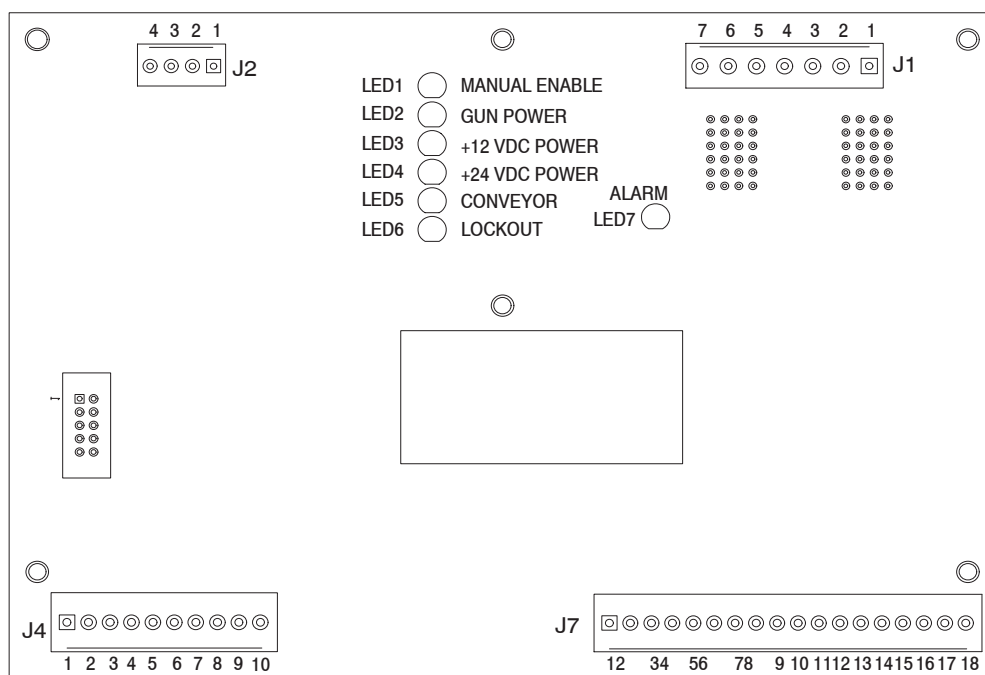 4 3 2 1
J2
7 6 5 4 3 2 1
J1
LED1 MANUAL ENABLE
LED2 GUN POWER
LED3 +12 VDC POWER
LED4 +24 VDC POWER
LED5 CONVEYOR
LED6 LOCKOUT
ALARM
LED7
1
J4
1 2 3 4 5 6 7 8 9 10
J7
12 34 56 78 9 10 1112 13 1415 16 17 18